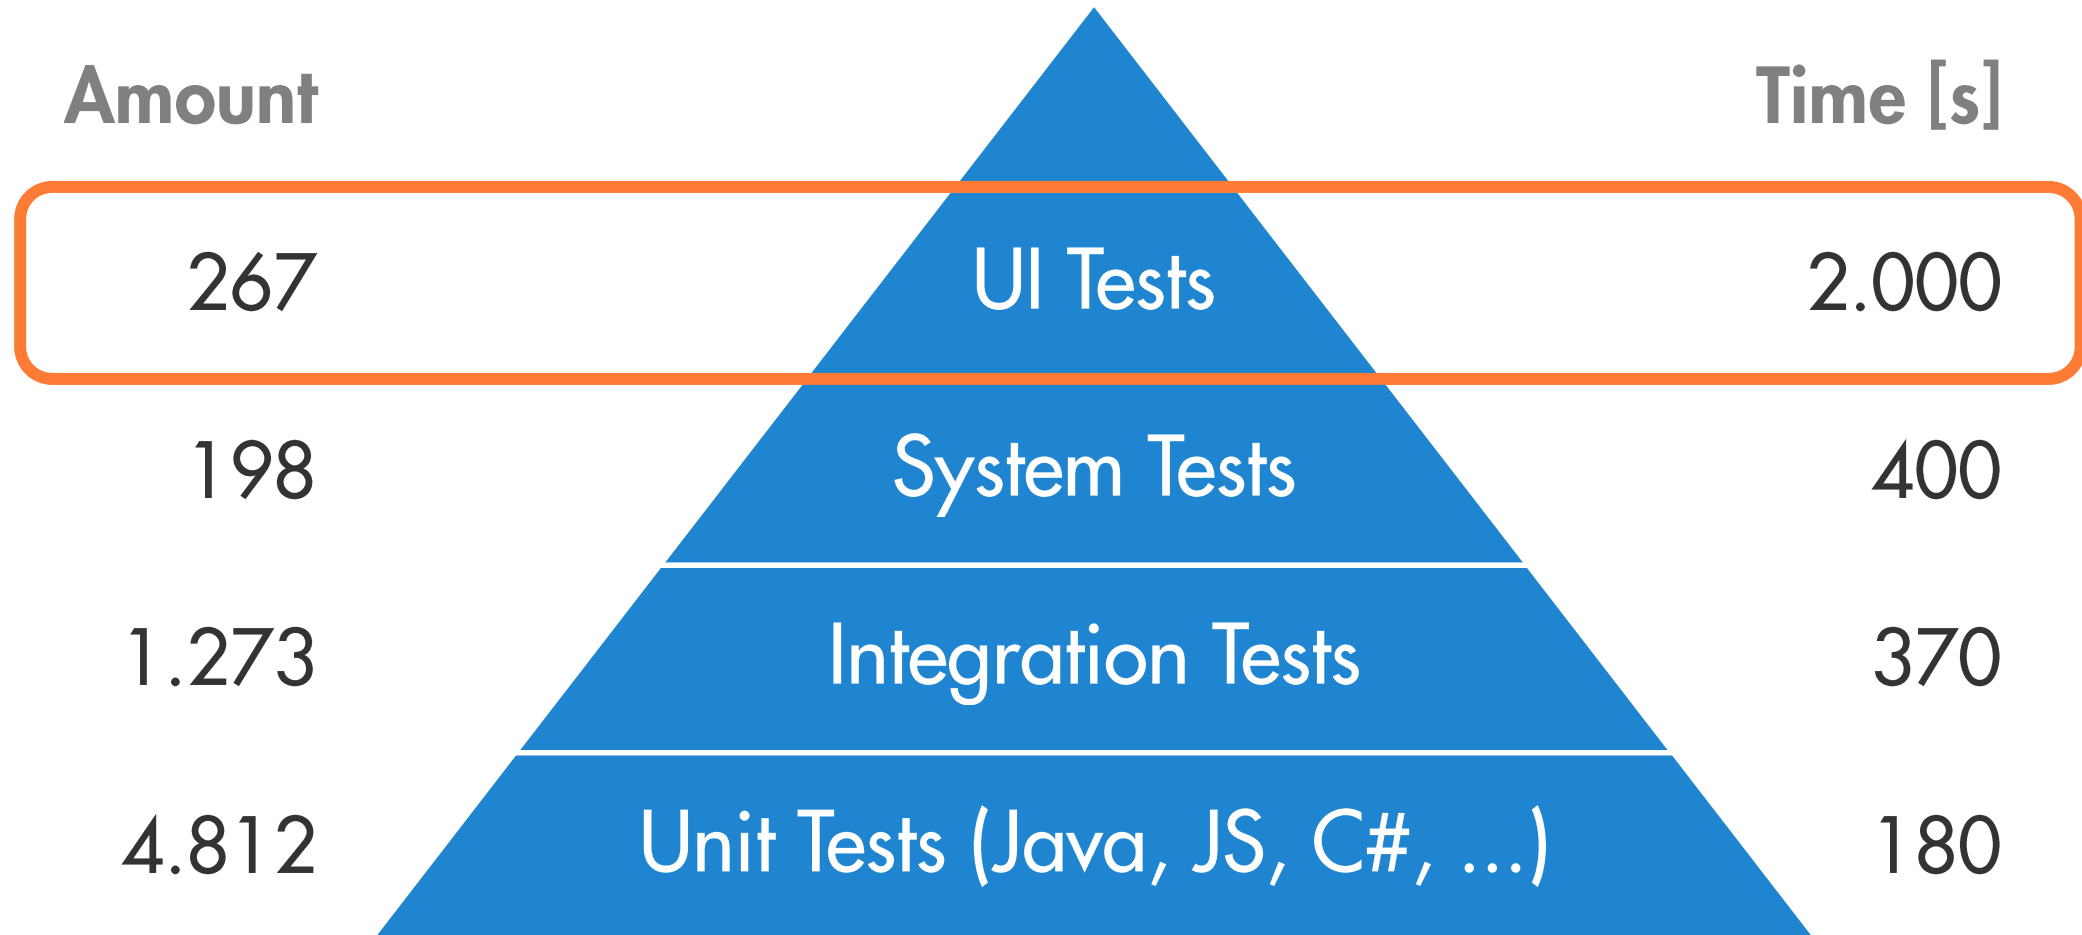 Amount Time [s]
267 UI Tests 2.000
198 System Tests 400
1.273 Integration Tests 370
4.812 Unit Tests (Java, JS, C#, ...) 180